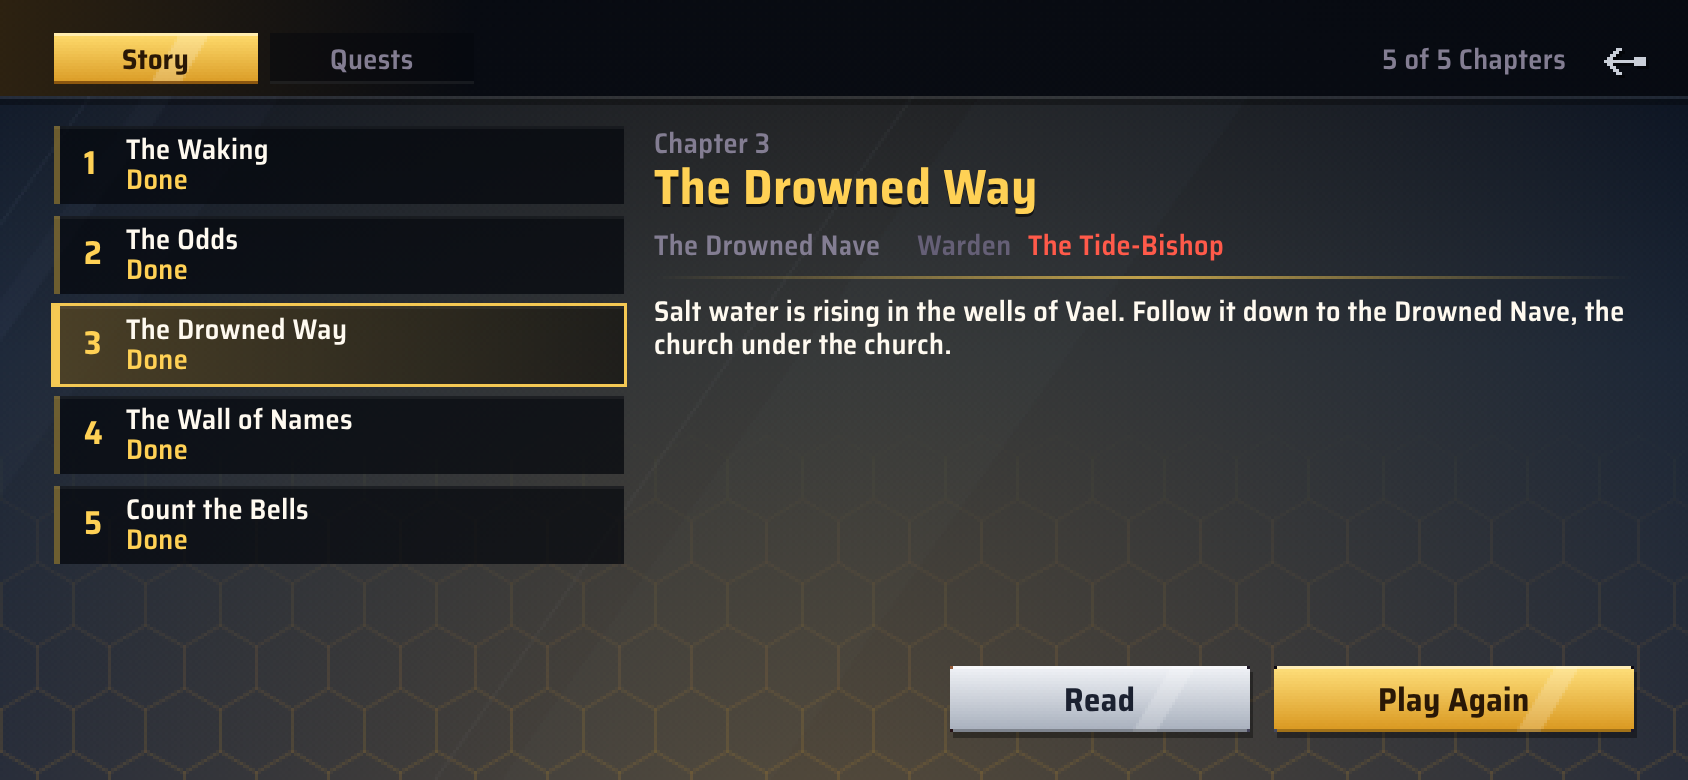 Story
Quests
5 of 5 Chapters
1
The Waking
Done
2
The Odds
Done
3
The Drowned Way
Done
4
The Wall of Names
Done
5
Count the Bells
Done
Chapter 3
The Drowned Way
The Drowned Nave Warden The Tide-Bishop
Salt water is rising in the wells of Vael. Follow it down to the Drowned Nave, the
church under the church.
Read
Play Again